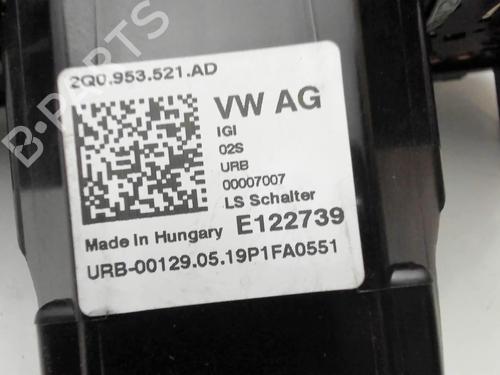 B-PARTS
2Q0.953.521.AD
VW AG
IGI
02S
URB
00007007
LS Schalter
Made in Hungary E122739
URB-00129.05.19P1FA0551